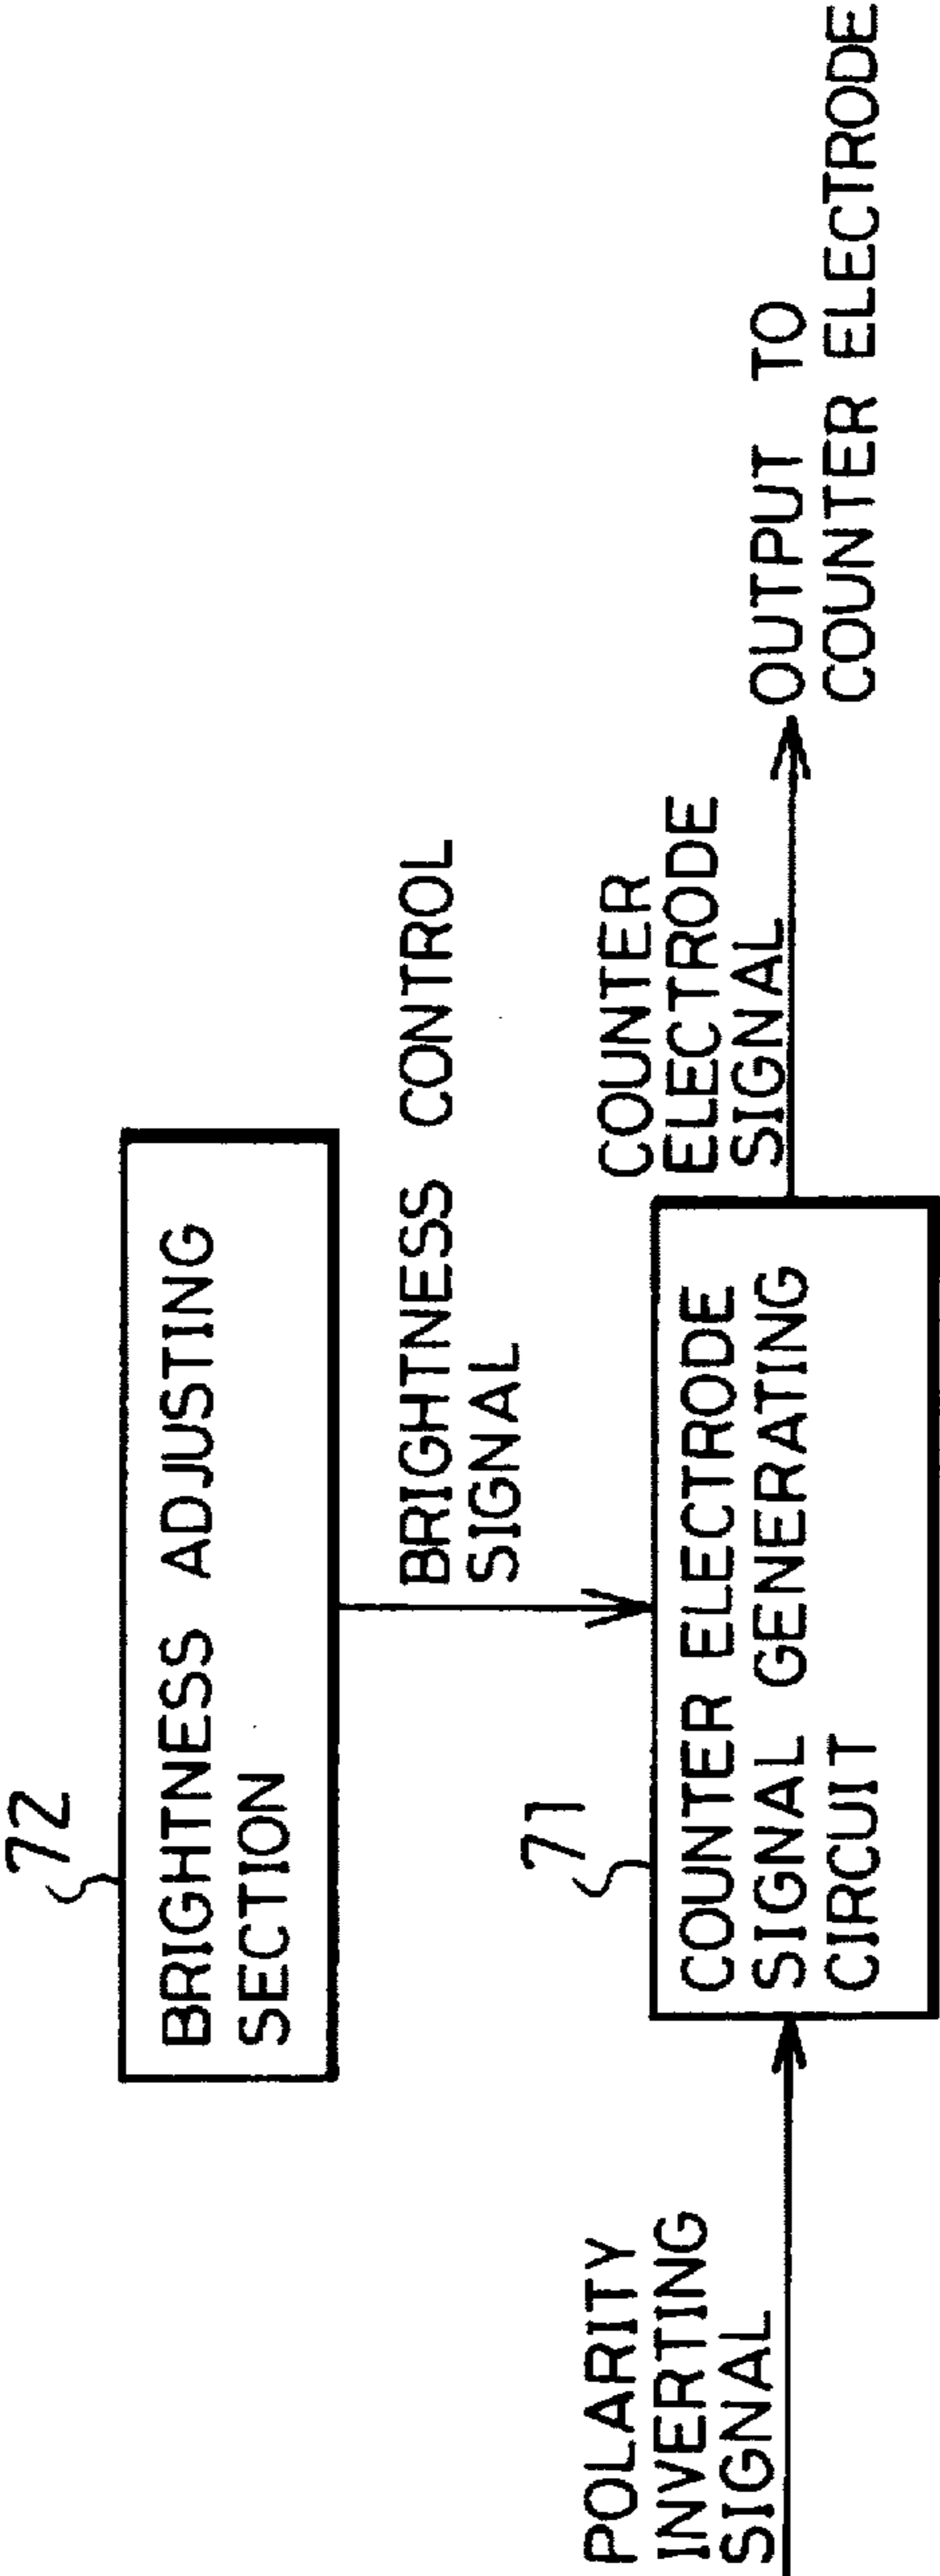 72
BRIGHTNESS ADJUSTING
SECTION
BRIGHTNESS CONTROL
SIGNAL
71
POLARITY
INVERTING
SIGNAL
COUNTER ELECTRODE
SIGNAL GENERATING
CIRCUIT
COUNTER
ELECTRODE
SIGNAL
OUTPUT TO
COUNTER ELECTRODE